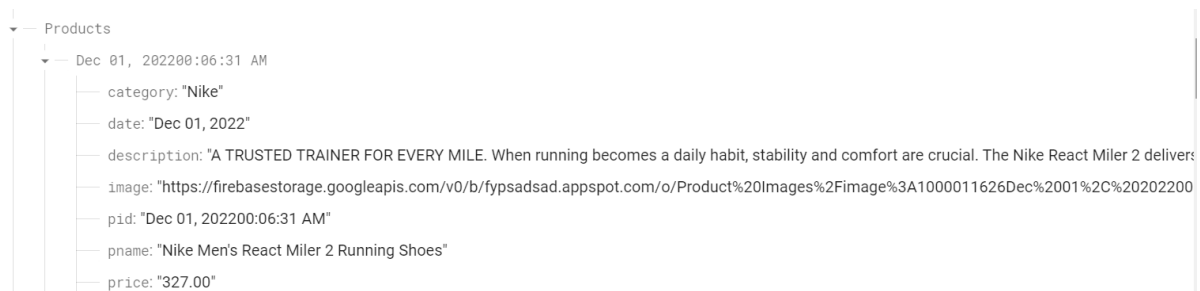 Products
Dec 01, 202200:06:31 AM
category: "Nike"
date: "Dec 01, 2022"
description: "A TRUSTED TRAINER FOR EVERY MILE. When running becomes a daily habit, stability and comfort are crucial. The Nike React Miler 2 delivers
image: "https://firebasestorage.googleapis.com/v0/b/fypsadsad.appspot.com/o/Product%20Images%2Fimage%3A1000011626Dec%2001%2C%20202200
pid: "Dec 01, 202200:06:31 AM"
pname: "Nike Men's React Miler 2 Running Shoes"
price: "327.00"